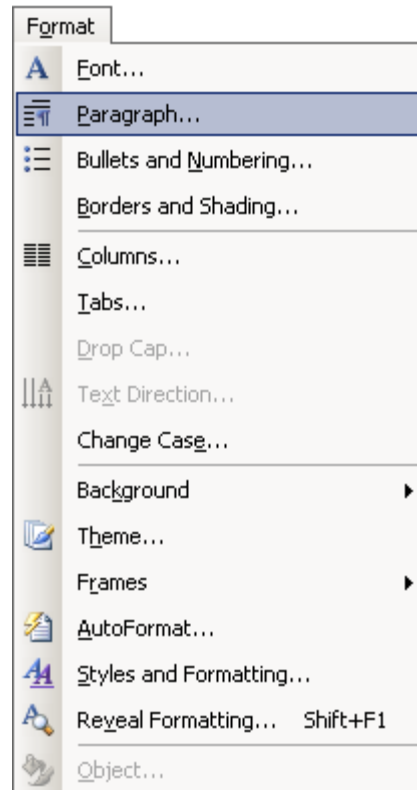 Format
Font...
Paragraph...
Bullets and Numbering...
Borders and Shading...
Columns...
Tabs...
Drop Cap...
Text Direction...
Change Case...
Background
Theme...
Frames
AutoFormat...
Styles and Formatting...
Reveal Formatting... Shift+F1
Object...